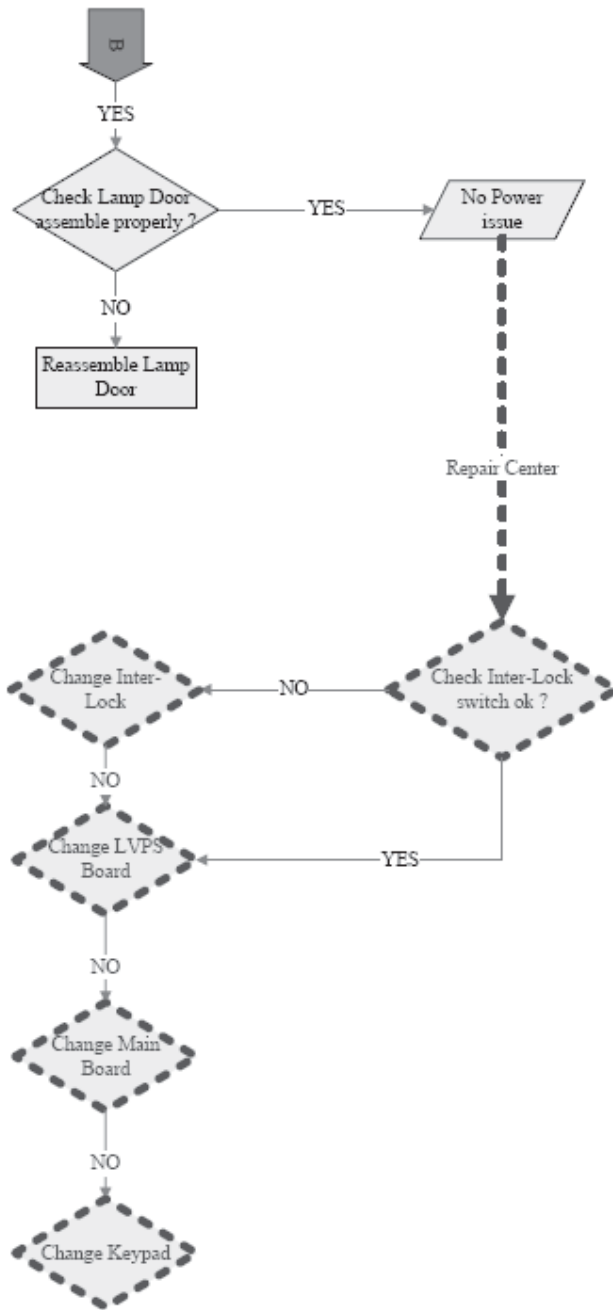 B
YES
Check Lamp Door
assemble properly ?
YES
No Power
issue
NO
Reassemble Lamp
Door
Repair Center
Check Inter-Lock
switch ok ?
NO
Change Inter-
Lock
NO
YES
Change LVPS
Board
NO
Change Main
Board
NO
Change Keypad